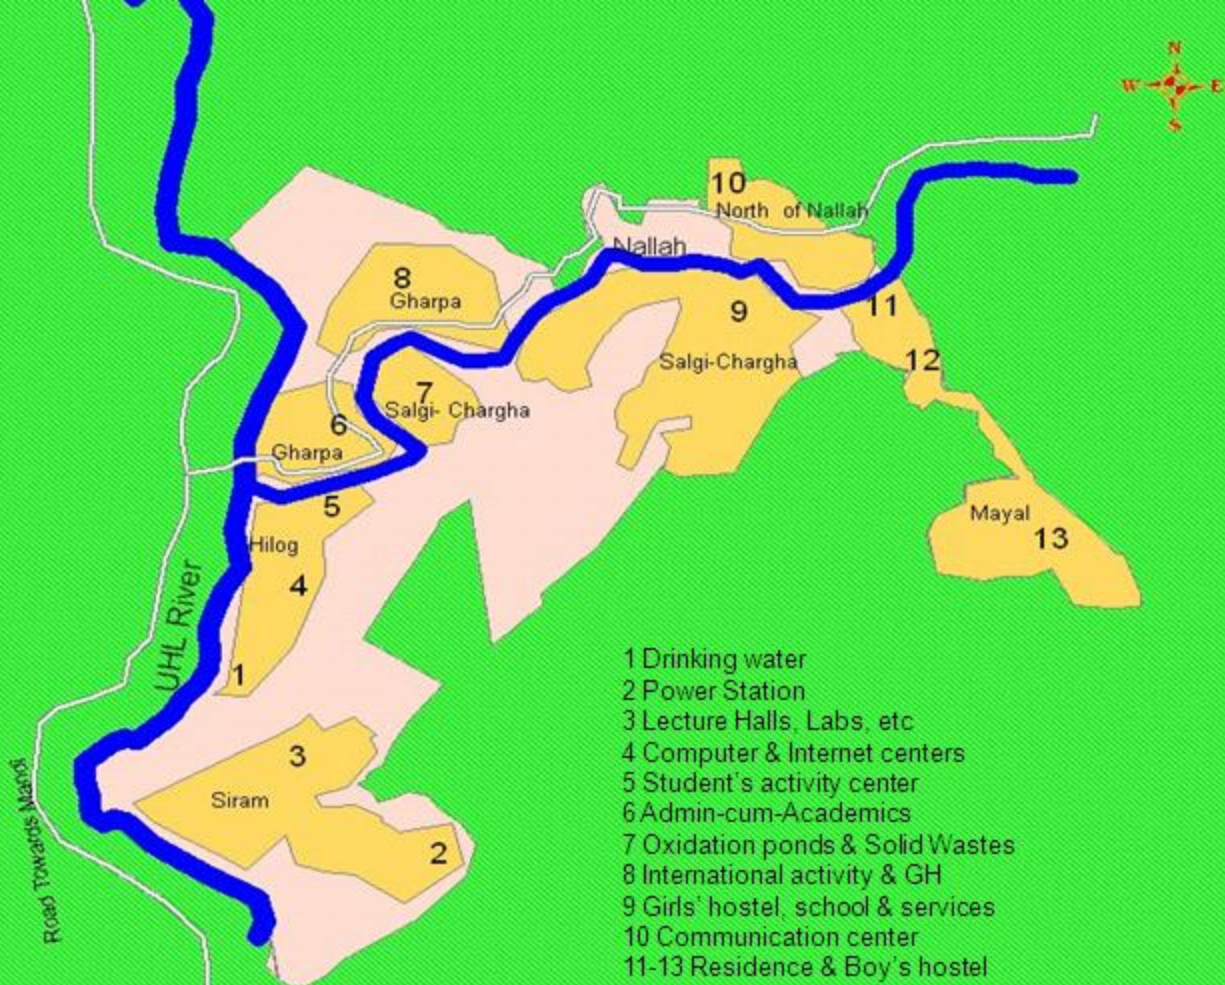 N
W E
S
10
North of Nallah
Nallah
8
Gharpa
9
11
Salgi-Chargha
12
7
Salgi- Chargha
6
Gharpa
5
Mayal
13
Hilog
4
UHL River
1
3
Siram
2
Road Towards Mandi
1 Drinking water
2 Power Station
3 Lecture Halls, Labs, etc
4 Computer & Internet centers
5 Student's activity center
6 Admin-cum-Academics
7 Oxidation ponds & Solid Wastes
8 International activity & GH
9 Girls' hostel, school & services
10 Communication center
11-13 Residence & Boy's hostel